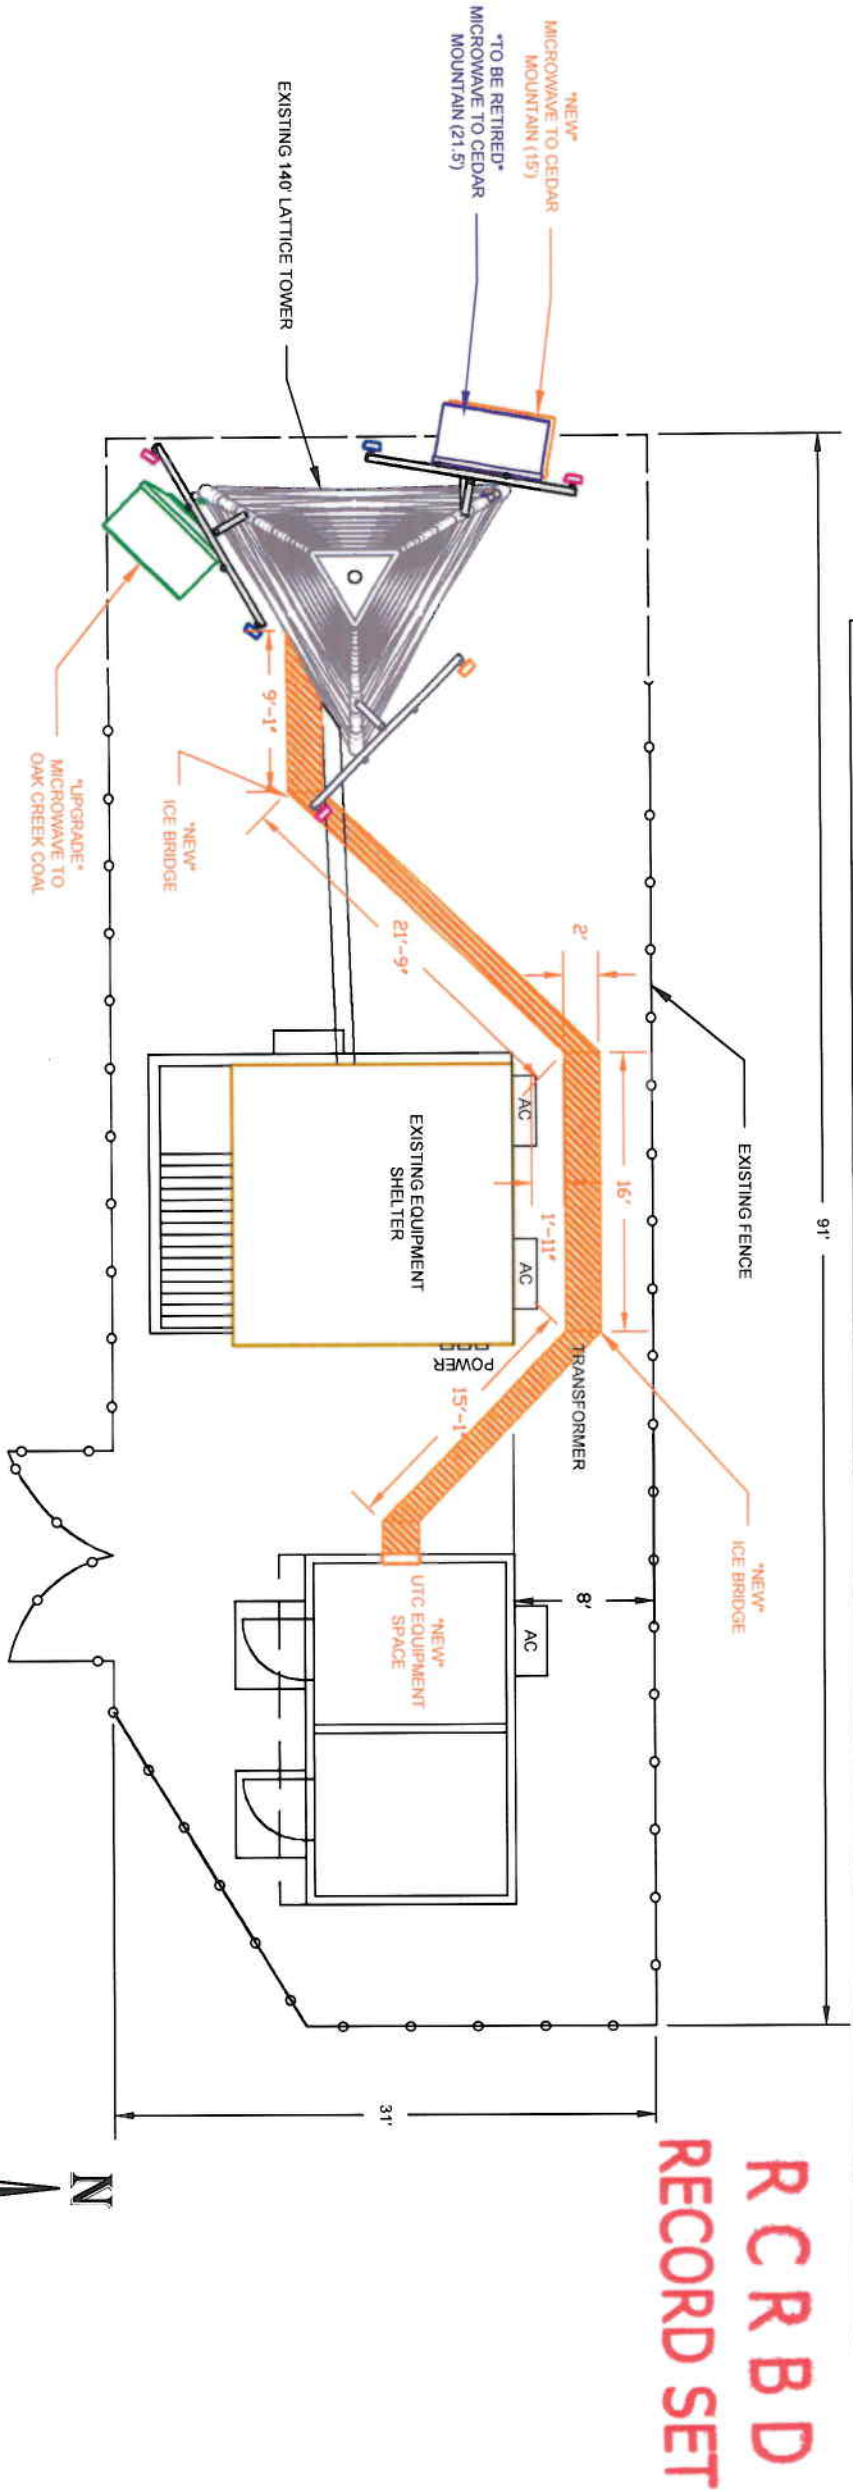 *NEW*
MICROWAVE TO CEDAR
MOUNTAIN (15')
*TO BE RETIRED*
MICROWAVE TO CEDAR
MOUNTAIN (21.5')
EXISTING 140' LATTICE TOWER
91'
EXISTING FENCE
*NEW*
ICE BRIDGE
2'
16'
21'-9"
9'-1"
*NEW*
ICE BRIDGE
*UPGRADE*
MICROWAVE TO
OAK CREEK COAL
AC
AC
1'-11"
EXISTING EQUIPMENT
SHELTER
POWER
TRANSFORMER
15'-1"
8'
AC
*NEW*
UTC EQUIPMENT
SPACE
31'
N
R C R B D
RECORD SET